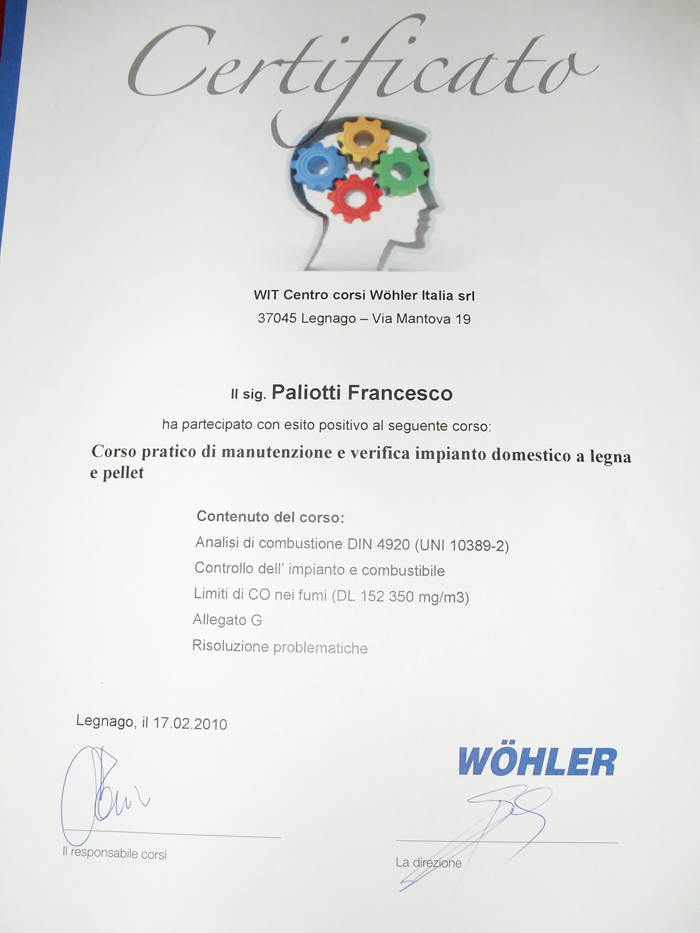 Certificato
WIT Centro corsi Wöhler Italia srl
37045 Legnago – Via Mantova 19
Il sig. Paliotti Francesco
ha partecipato con esito positivo al seguente corso:
Corso pratico di manutenzione e verifica impianto domestico a legna
e pellet
Contenuto del corso:
Analisi di combustione DIN 4920 (UNI 10389-2)
Controllo dell' impianto e combustibile
Limiti di CO nei fumi (DL 152 350 mg/m3)
Allegato G
Risoluzione problematiche
Legnago, il 17.02.2010
WÖHLER
Il responsabile corsi
La direzione